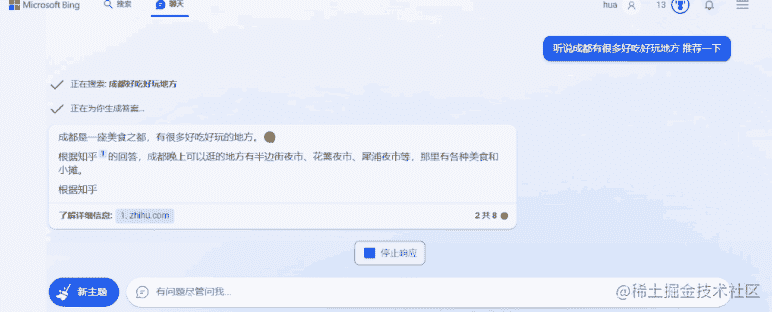 Microsoft Bing 搜索 聊天 hua 13
听说成都有很多好吃好玩地方 推荐一下
正在搜索: 成都好吃好玩地方
正在为你生成答案...
成都是一座美食之都，有很多好吃好玩的地方。
根据知乎 1 的回答，成都晚上可以逛的地方有半边街夜市、花篱夜市、犀浦夜市等，那里有各种美食和
小摊。
根据知乎
了解详细信息: 1. zhihu.com 2 共 8
停止响应
新主题 有问题尽管问我...
@稀土掘金技术社区